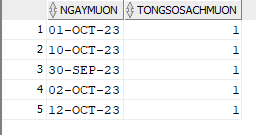 NGAYMUON TONGSOSACHMUON
1 01-OCT-23 1
2 10-OCT-23 1
3 30-SEP-23 1
4 02-OCT-23 1
5 12-OCT-23 1